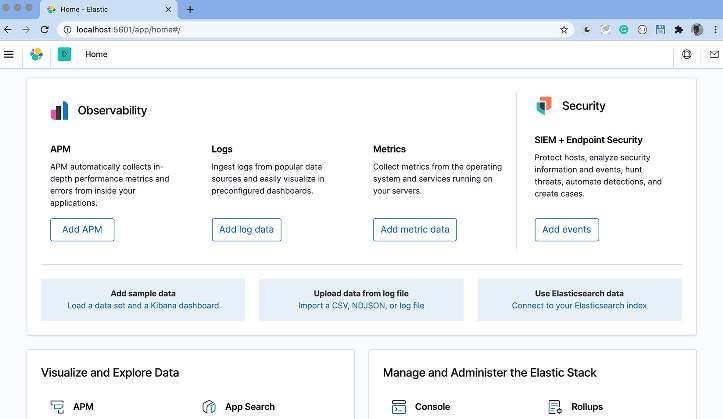 Home - Elastic
localhost:5601/app/home#/
D
Home
Observability
APM
APM automatically collects in-
depth performance metrics and
errors from inside your
applications.
Add APM
Logs
Ingest logs from popular data
sources and easily visualize in
preconfigured dashboards.
Add log data
Metrics
Collect metrics from the operating
system and services running on
your servers.
Add metric data
Security
SIEM + Endpoint Security
Protect hosts, analyze security
information and events, hunt
threats, automate detections, and
create cases.
Add events
Add sample data
Load a data set and a Kibana dashboard
Upload data from log file
Import a CSV, NDJSON, or log file
Use Elasticsearch data
Connect to your Elasticsearch index
Visualize and Explore Data
APM
App Search
Manage and Administer the Elastic Stack
Console
Rollups